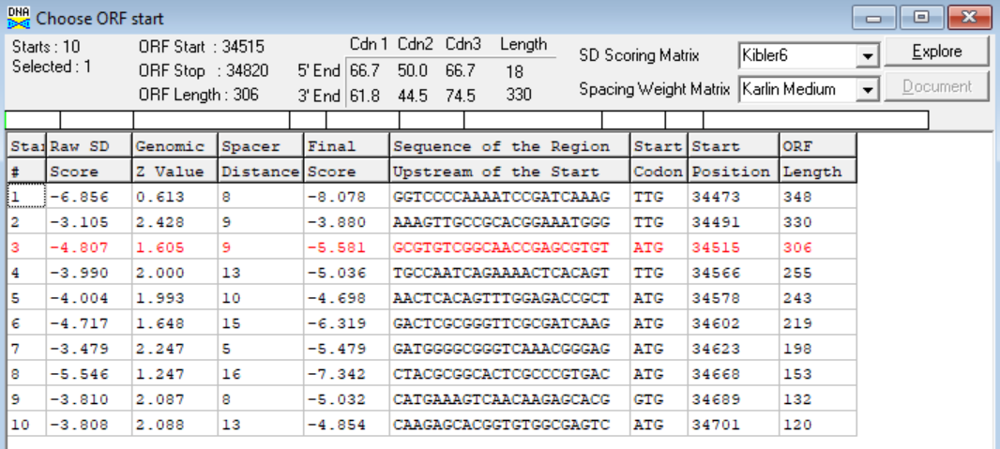 DNA Choose ORF start
Starts : 10 ORF Start : 34515 Cdn 1 Cdn2 Cdn3 Length SD Scoring Matrix Kibler6 Explore
Selected : 1 ORF Stop : 34820 5' End 66.7 50.0 66.7 18
ORF Length : 306 3' End 61.8 44.5 74.5 330 Spacing Weight Matrix Karlin Medium Document
Star Raw SD Genomic Spacer Final Sequence of the Region Start Start ORF
# Score Z Value Distance Score Upstream of the Start Codon Position Length
1 -6.856 0.613 8 -8.078 GGTCCCCAAAATCCGATCAAAG TTG 34473 348
2 -3.105 2.428 9 -3.880 AAAGTTGCCGCACGGAAATGGG TTG 34491 330
3 -4.807 1.605 9 -5.581 GCGTGTCGGCAACCGAGCGTGT ATG 34515 306
4 -3.990 2.000 13 -5.036 TGCCAATCAGAAAACTCACAGT TTG 34566 255
5 -4.004 1.993 10 -4.698 AACTCACAGTTTGGAGACCGCT ATG 34578 243
6 -4.717 1.648 15 -6.319 GACTCGCGGGTTCGCGATCAAG ATG 34602 219
7 -3.479 2.247 5 -5.479 GATGGGGCGGGTCAAACGGGAG ATG 34623 198
8 -5.546 1.247 16 -7.342 CTACGCGGCACTCGCCCGTGAC ATG 34668 153
9 -3.810 2.087 8 -5.032 CATGAAAGTCAACAAGAGCACG GTG 34689 132
10 -3.808 2.088 13 -4.854 CAAGAGCACGGTGTGGCGAGTC ATG 34701 120